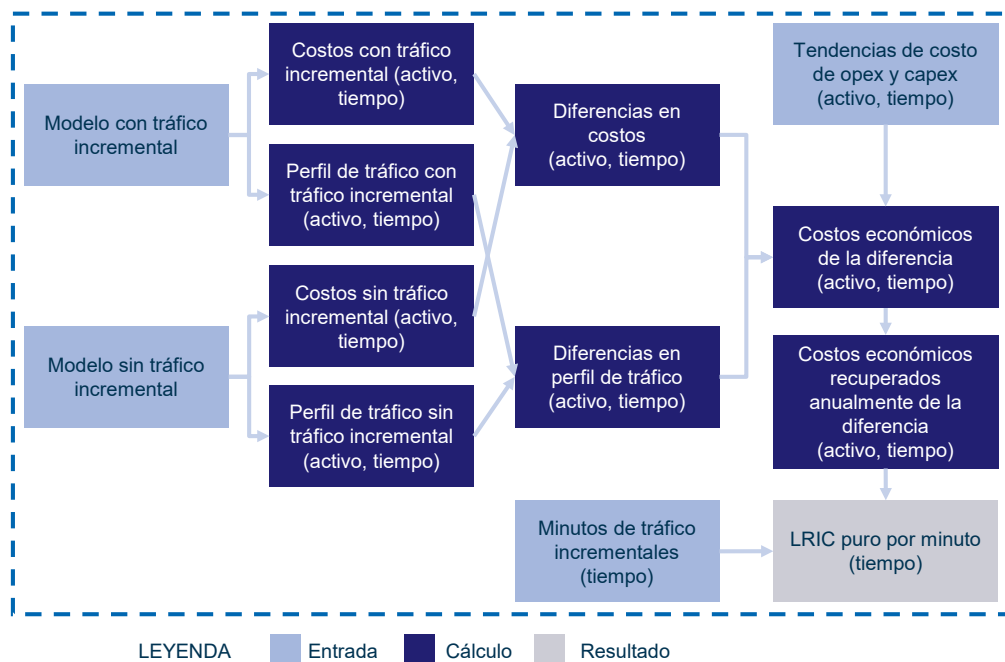 Modelo con tráfico
incremental
Modelo sin tráfico
incremental
Costos con tráfico
incremental (activo,
tiempo)
Perfil de tráfico con
tráfico incremental
(activo, tiempo)
Costos sin tráfico
incremental (activo,
tiempo)
Perfil de tráfico sin
tráfico incremental
(activo, tiempo)
Diferencias en
costos
(activo, tiempo)
Diferencias en
perfil de tráfico
(activo, tiempo)
Minutos de tráfico
incrementales
(tiempo)
Tendencias de costo
de opex y capex
(activo, tiempo)
Costos económicos
de la diferencia
(activo, tiempo)
Costos económicos
recuperados
anualmente de la
diferencia
(activo, tiempo)
LRIC puro por minuto
(tiempo)
LEYENDA
Entrada
Cálculo
Resultado